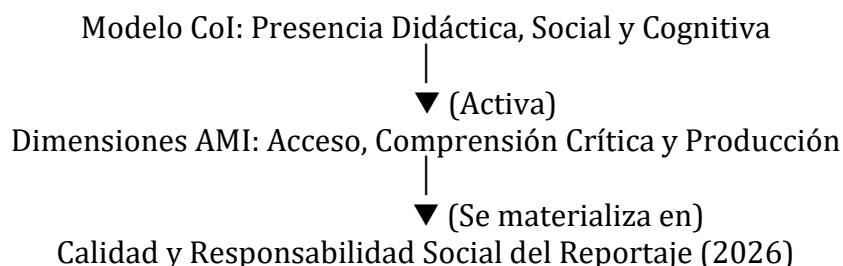 Modelo CoI: Presencia Didáctica, Social y Cognitiva
│
▼ (Activa)
Dimensiones AMI: Acceso, Comprensión Crítica y Producción
│
▼ (Se materializa en)
Calidad y Responsabilidad Social del Reportaje (2026)